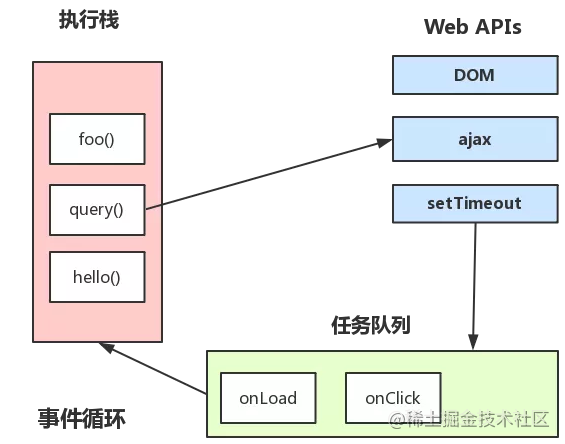 执行栈
Web APIs
DOM
foo()
ajax
query()
setTimeout
hello()
任务队列
onLoad
onClick
事件循环
@稀土掘金技术社区